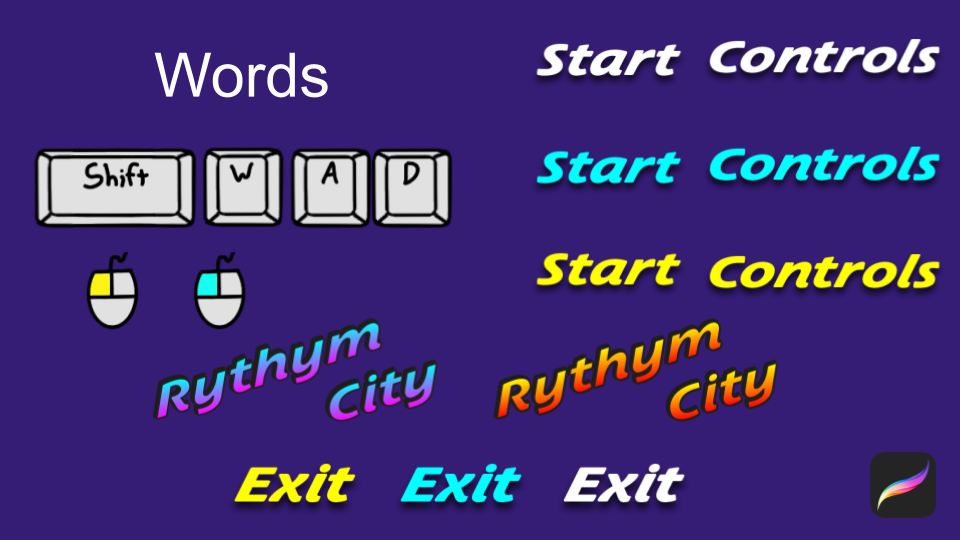 Words
Start Controls
Shift W A D
Start Controls
Start Controls
Rythym
City
Rythym
City
Exit Exit Exit